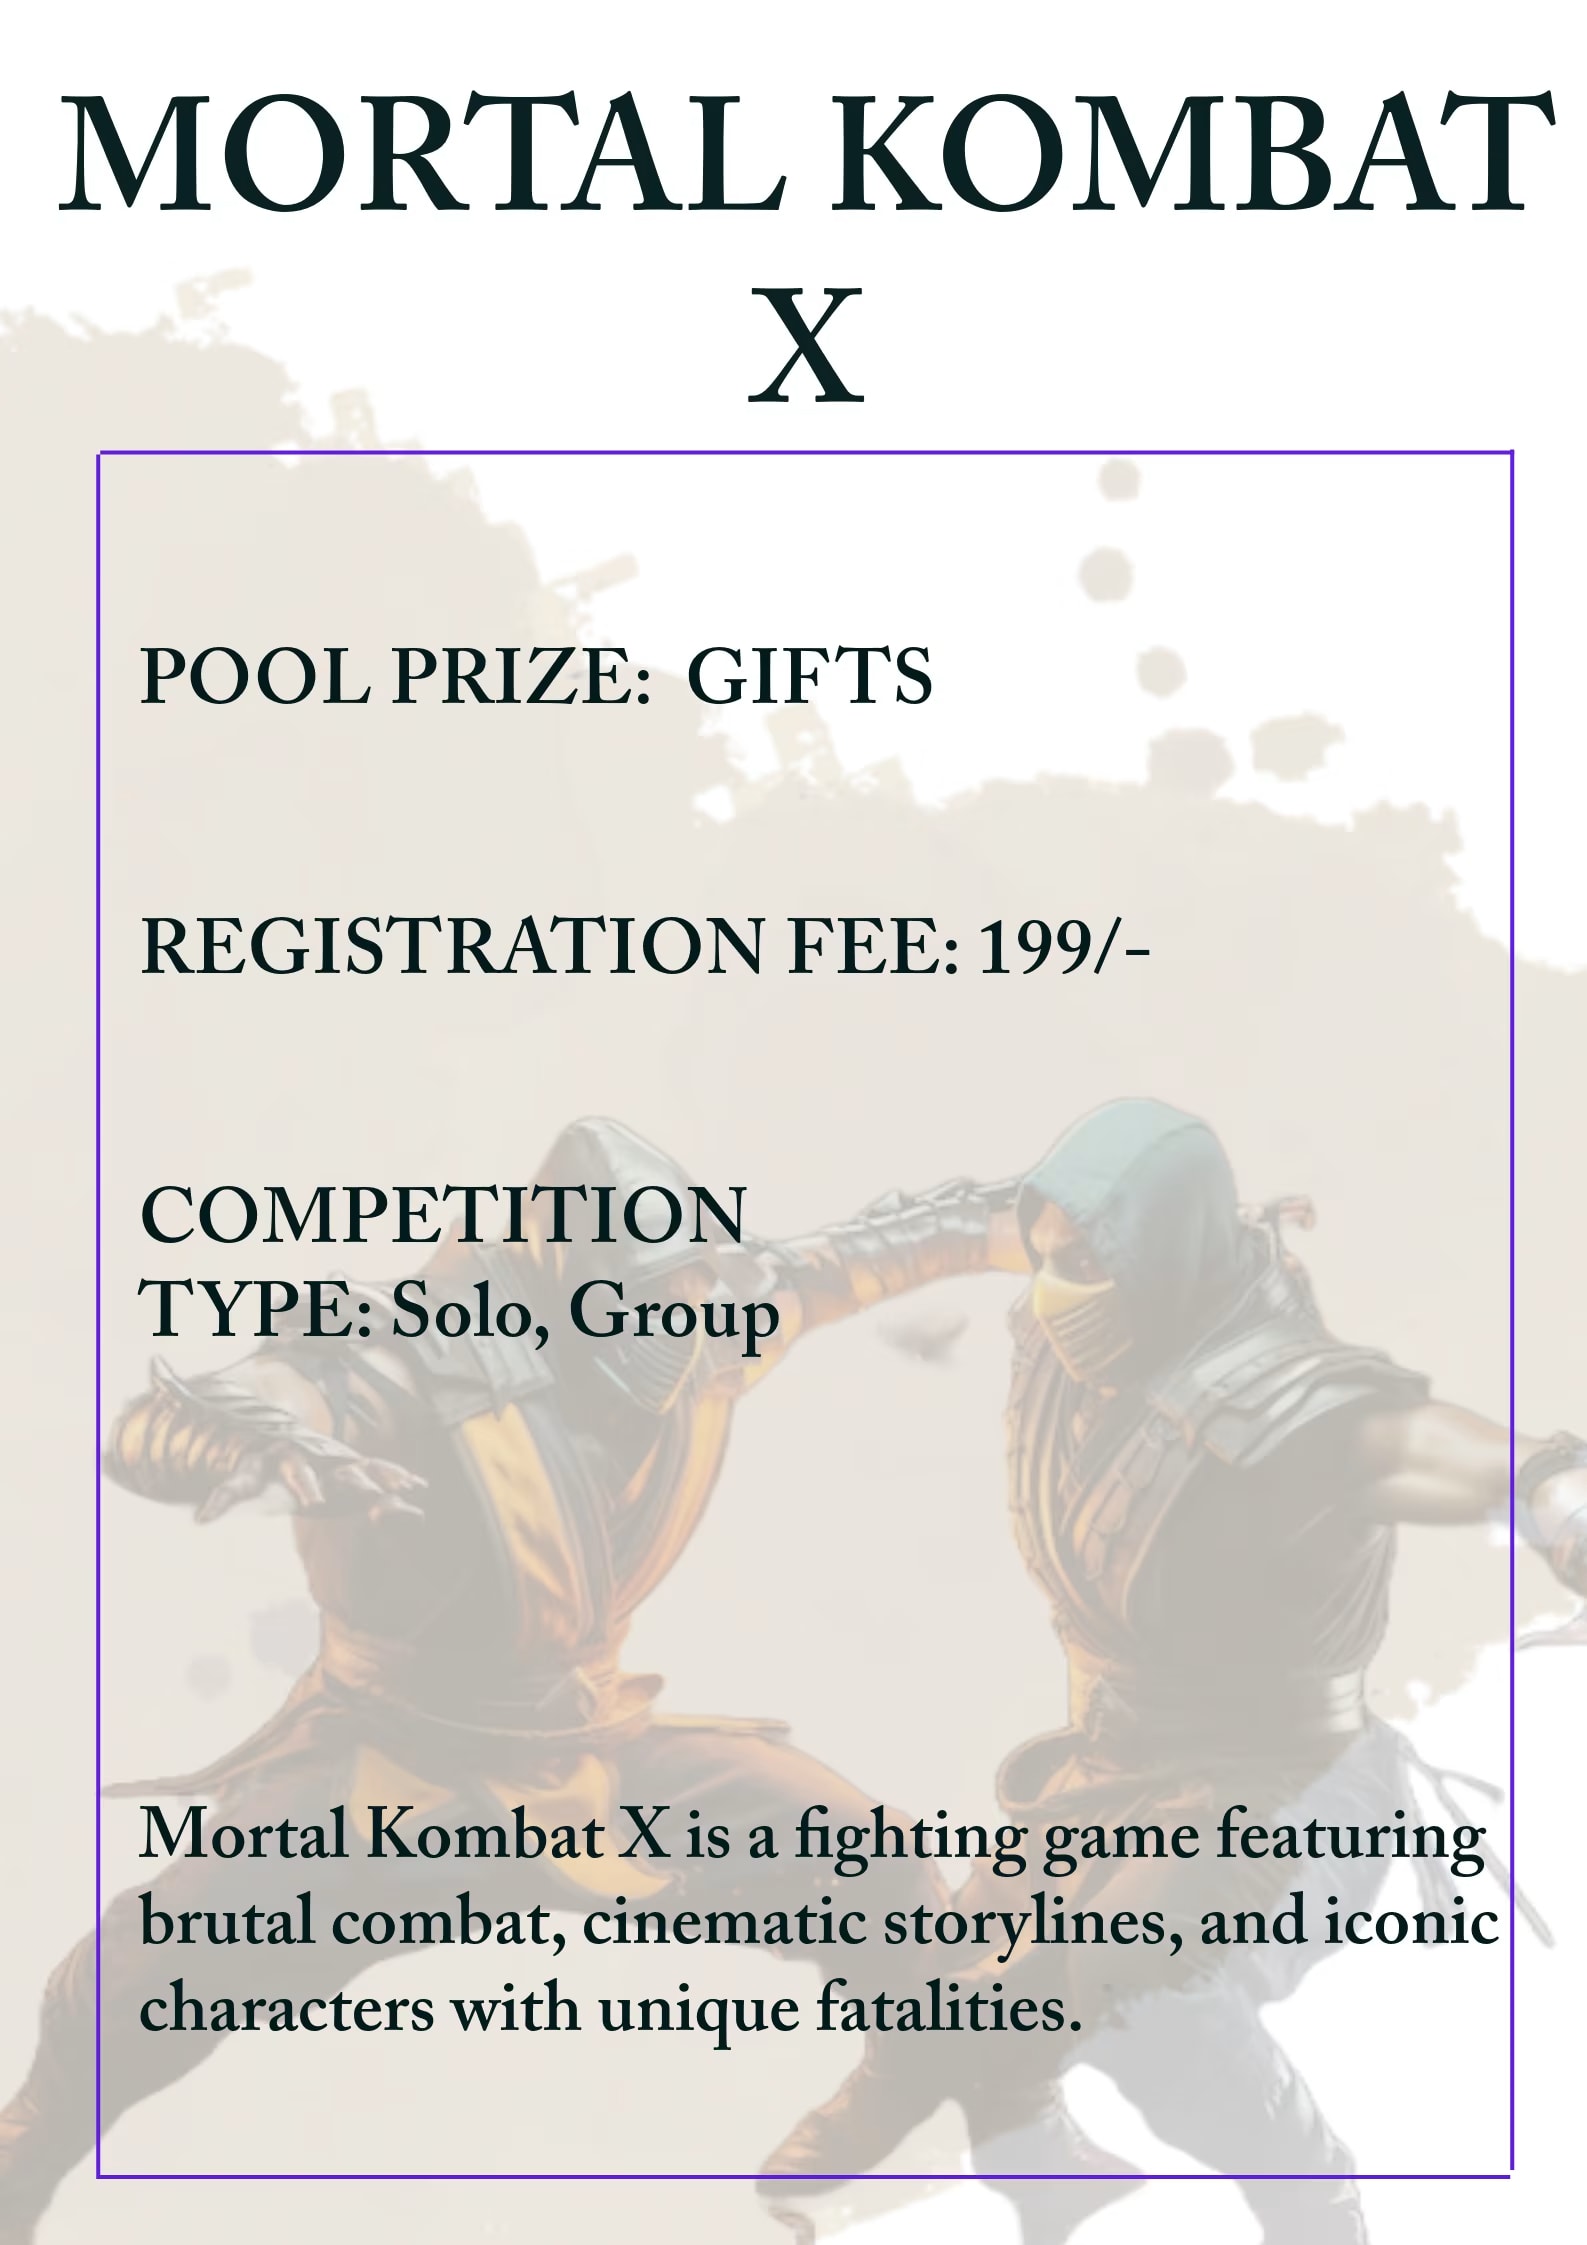 MORTAL KOMBAT
X
POOL PRIZE: GIFTS
REGISTRATION FEE: 199/-
COMPETITION
TYPE: Solo, Group
Mortal Kombat X is a fighting game featuring
brutal combat, cinematic storylines, and iconic
characters with unique fatalities.